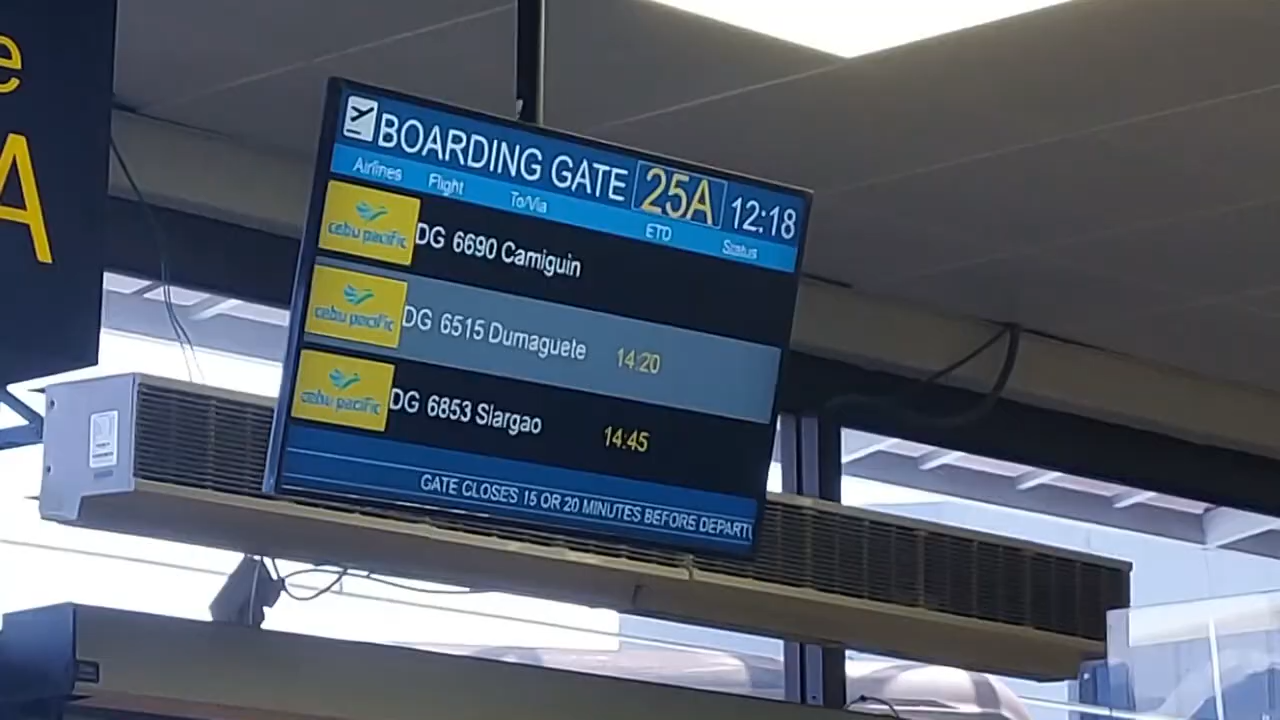 e
A
BOARDING GATE 25A 12:18
Airlines Flight To/Via ETD Status
cebu pacific DG 6690 Camiguin
cebu pacific DG 6515 Dumaguete 14:20
cebu pacific DG 6853 Siargao 14:45
GATE CLOSES 15 OR 20 MINUTES BEFORE DEPARTU